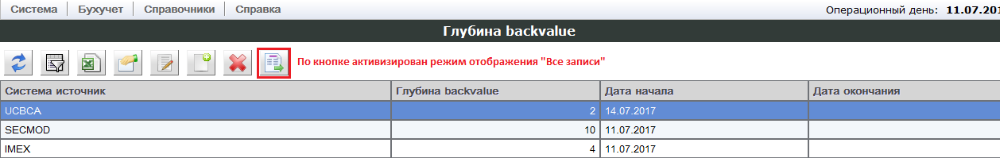 Система Бухучет Справочники Справка Операционный день: 11.07.201
Глубина backvalue
По кнопке активизирован режим отображения "Все записи"
Система источник Глубина backvalue Дата начала Дата окончания
UCBCA 2 14.07.2017
SECMOD 10 11.07.2017
IMEX 4 11.07.2017